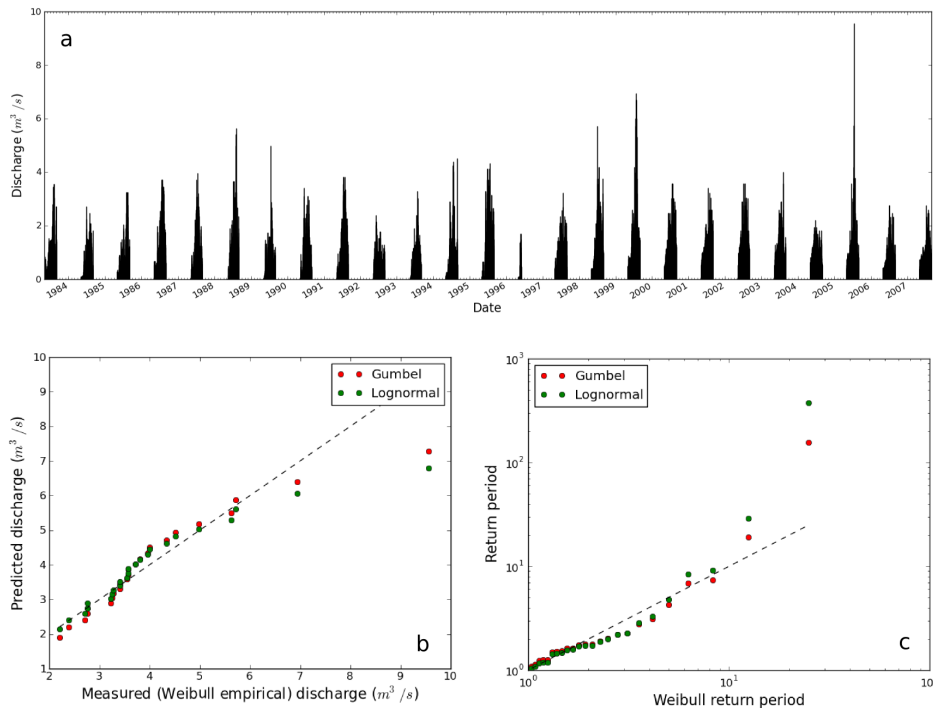 a
10
8
6
4
2
0
Discharge (m³/s)
1984 1985 1986 1987 1988 1989 1990 1991 1992 1993 1994 1995 1996 1997 1998 1999 2000 2001 2002 2003 2004 2005 2006 2007
Date
10
9
8
7
6
5
4
3
2
1
Predicted discharge (m³/s)
Gumbel
Lognormal
b
2 3 4 5 6 7 8 9 10
Measured (Weibull empirical) discharge (m³/s)
10³
10²
10¹
10⁰
Return period
Gumbel
Lognormal
c
10⁰ 10¹ 10
Weibull return period